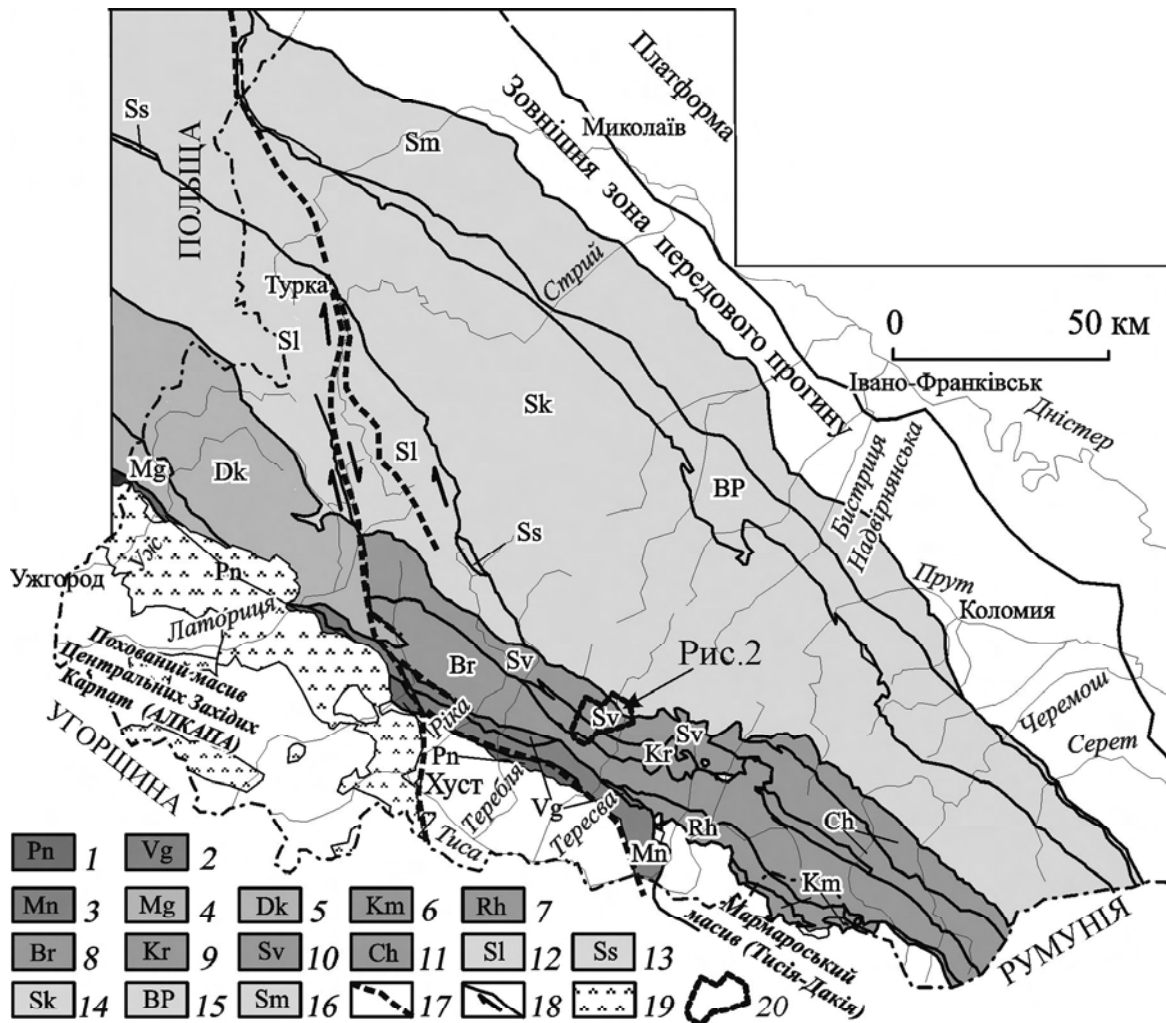 Платформа
Зовнішня зона передового прогину
Миколаїв
Ss
ПОЛЬЩА
Sm
Стрий
Турка
Sl
0 50 км
Івано-Франківськ
Дністер
Sk
Mg
Dk
Sl
BP
Бистриця
Надвірнянська
Ss
Уж
Pn
Ужгород
Прут
Коломия
Латориця
Рис.2
Похований масив
Центральних Західих
Карпат (АЛКАПА)
Br
Sv
Sv
Sv
Черемош
Серет
УГОРЩИНА
Ріка
Kr
Pn
Хуст
Теребля
Vg
Тересва
Тиса
Rh
Ch
Mn
Km
Мармароський
масив (Тисія-Дакія)
РУМУНІЯ
Pn 1 Vg 2
Mn 3 Mg 4 Dk 5 Km 6 Rh 7
Br 8 Kr 9 Sv 10 Ch 11 Sl 12 Ss 13
Sk 14 BP 15 Sm 16 17 18 19 20